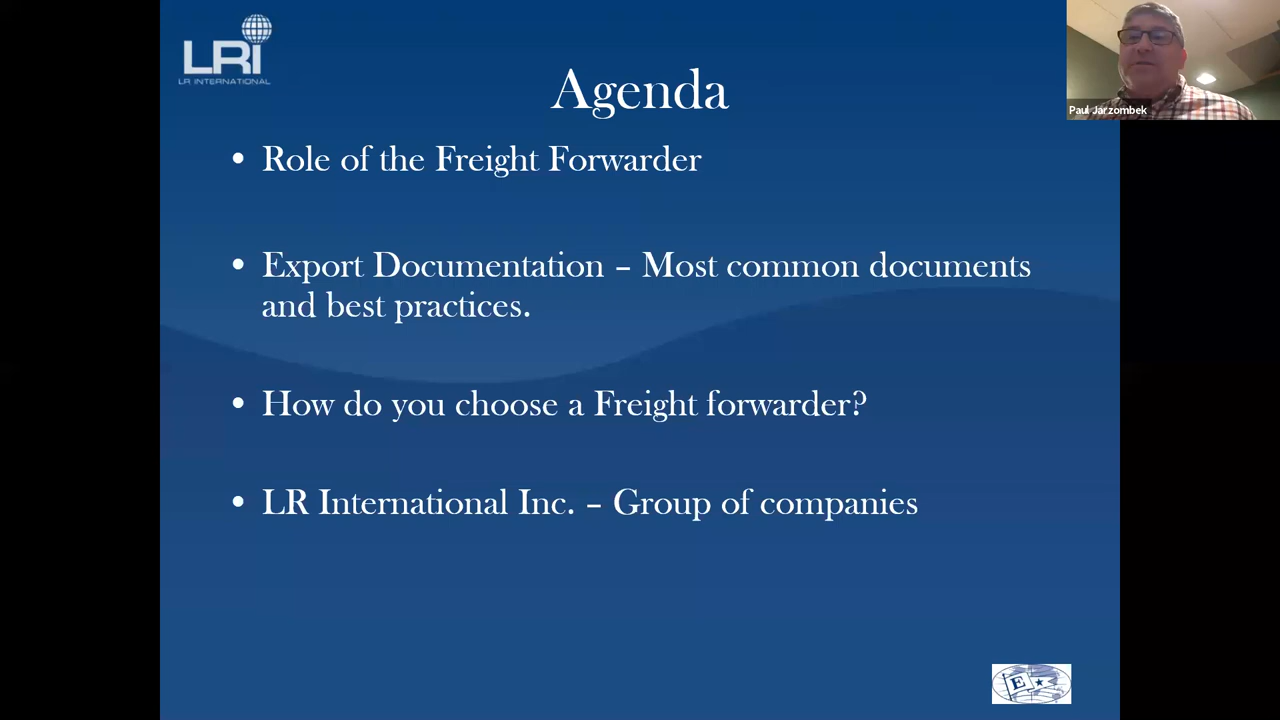 LRI
LR INTERNATIONAL
Agenda
Paul Jarzombek
• Role of the Freight Forwarder
• Export Documentation – Most common documents
and best practices.
• How do you choose a Freight forwarder?
• LR International Inc. – Group of companies
E